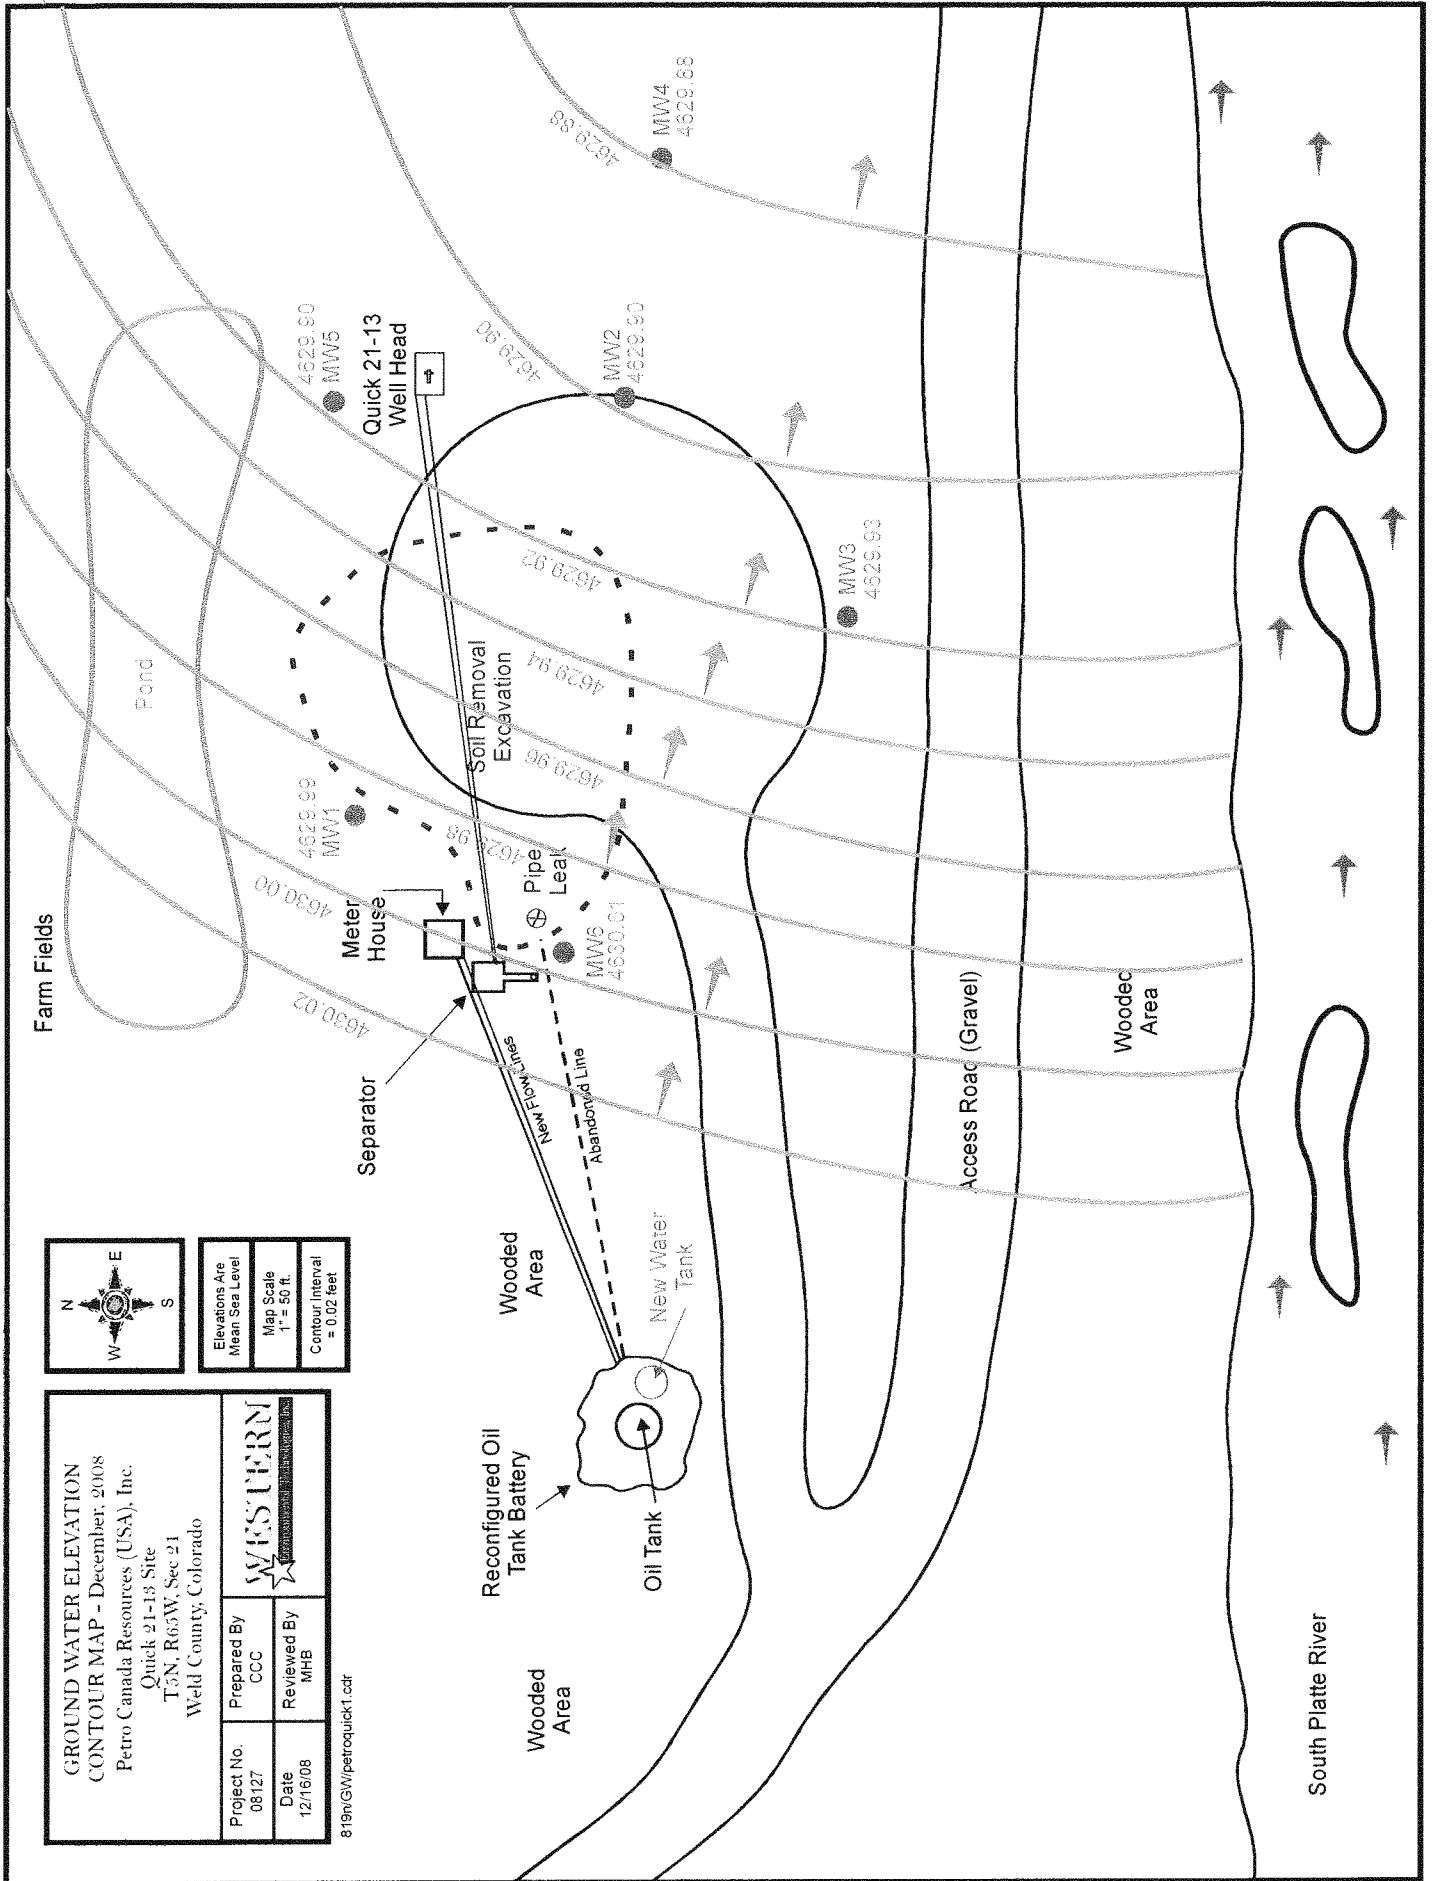 GROUND WATER ELEVATION
CONTOUR MAP - December, 2008
Petro Canada Resources (USA), Inc.
Quick 21-13 Site
T5N, R65W, Sec 21
Weld County, Colorado
Project No.
08127
Prepared By
CCC
Date
12/16/08
Reviewed By
MHB
WESTERN
819n/GW/petroquick1.cdr
N
W
E
S
Elevations Are
Mean Sea Level
Map Scale
1" = 50 ft.
Contour Interval
= 0.02 feet
Farm Fields
Pond
4630.02
4630.00
4629.98
4629.96
4629.94
4629.92
4629.90
4629.88
4629.99
MW1
4629.90
MW5
Meter
House
Quick 21-13
Well Head
Separator
Soil Removal
Excavation
Pipe
Leak
MW6
4630.01
MW2
4629.90
MW4
4629.88
MW3
4629.93
New Flow Lines
Abandoned Line
Wooded
Area
New Water
Tank
Reconfigured Oil
Tank Battery
Oil Tank
Wooded
Area
Access Road (Gravel)
Wooded
Area
South Platte River